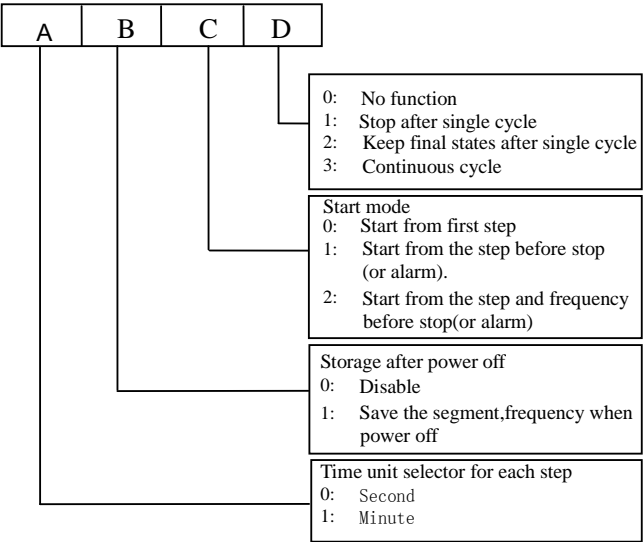 A B C D
0: No function
1: Stop after single cycle
2: Keep final states after single cycle
3: Continuous cycle
Start mode
0: Start from first step
1: Start from the step before stop
(or alarm).
2: Start from the step and frequency
before stop(or alarm)
Storage after power off
0: Disable
1: Save the segment,frequency when
power off
Time unit selector for each step
0: Second
1: Minute